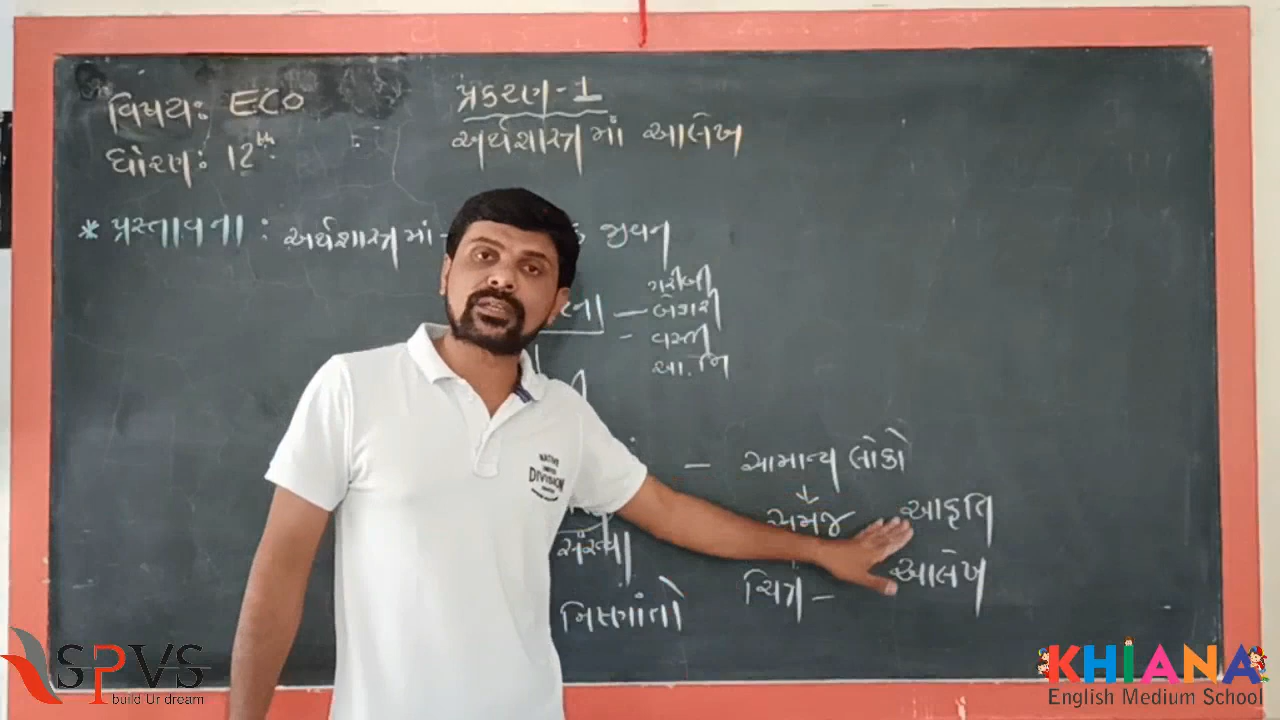 વિષયઃ ECO
ધોરણઃ 12th
પ્રકરણ-1
અર્થશાસ્ત્રમાં આલેખ
* પ્રસ્તાવના : અર્થશાસ્ત્રમાં - જીવન
ગરીબી
બેકારી
- વસ્તી
આ. વિ
- સામાન્ય લોકો
↓
સમજ આકૃતિ
સંસ્થા
ચિત્ર - આલેખ
નિષ્ણાંતો
DIVISION
SPVS
build Ur dream
KHIANA
English Medium School